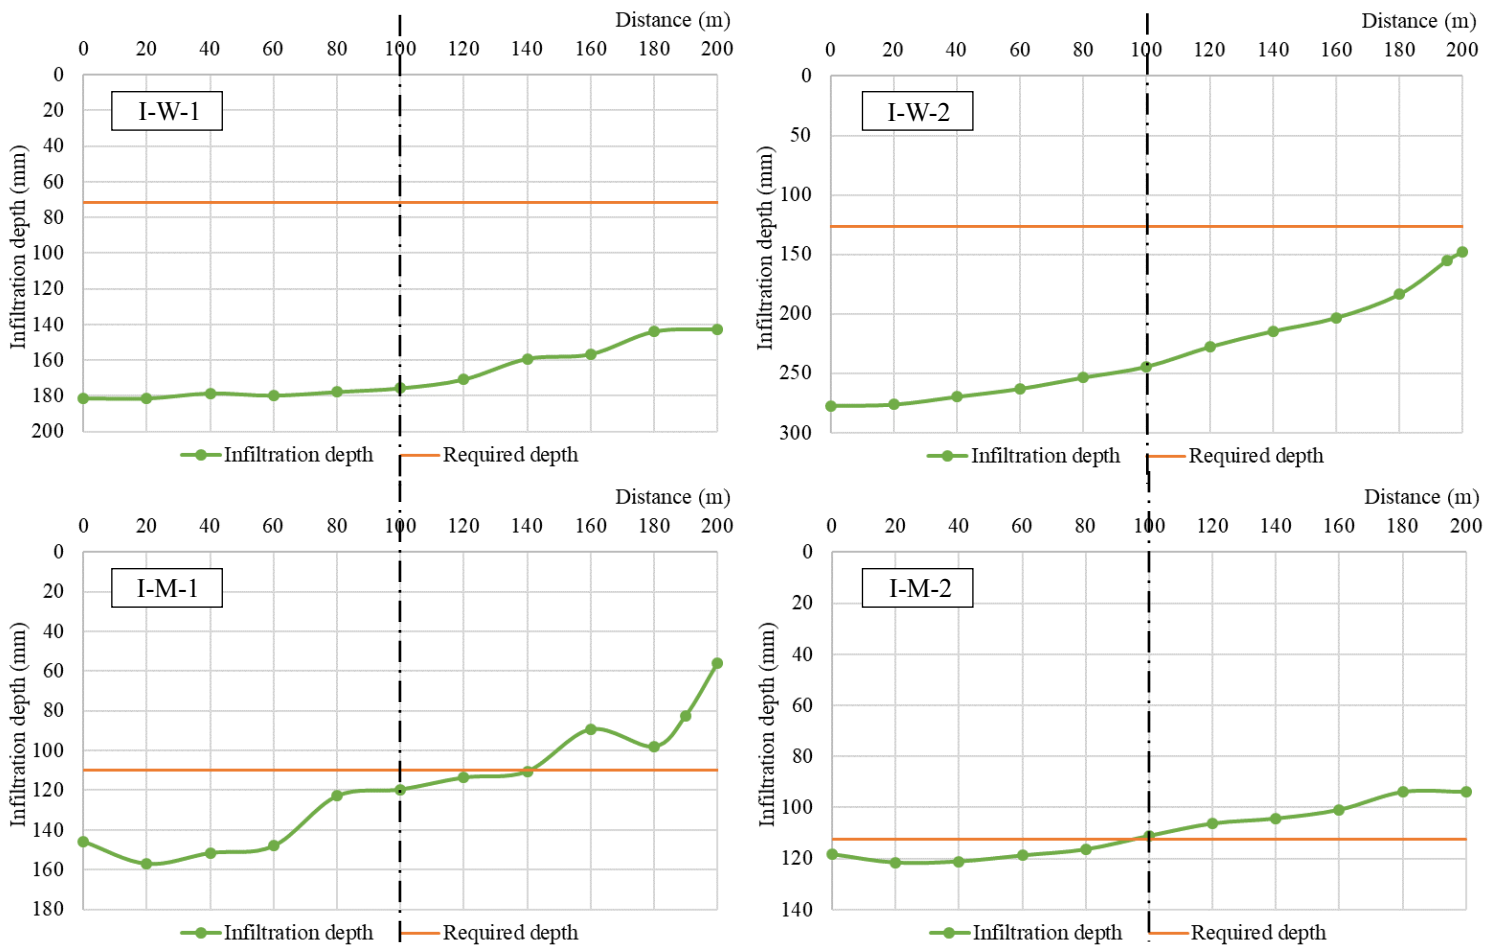 Distance (m)
0 20 40 60 80 100 120 140 160 180 200
I-W-1
Infiltration depth (mm)
0
20
40
60
80
100
120
140
160
180
200
Infiltration depth Required depth
Distance (m)
0 20 40 60 80 100 120 140 160 180 200
I-W-2
Infiltration depth (mm)
0
50
100
150
200
250
300
Infiltration depth Required depth
Distance (m)
0 20 40 60 80 100 120 140 160 180 200
I-M-1
Infiltration depth (mm)
0
20
40
60
80
100
120
140
160
180
Infiltration depth Required depth
Distance (m)
0 20 40 60 80 100 120 140 160 180 200
I-M-2
Infiltration depth (mm)
0
20
40
60
80
100
120
140
Infiltration depth Required depth